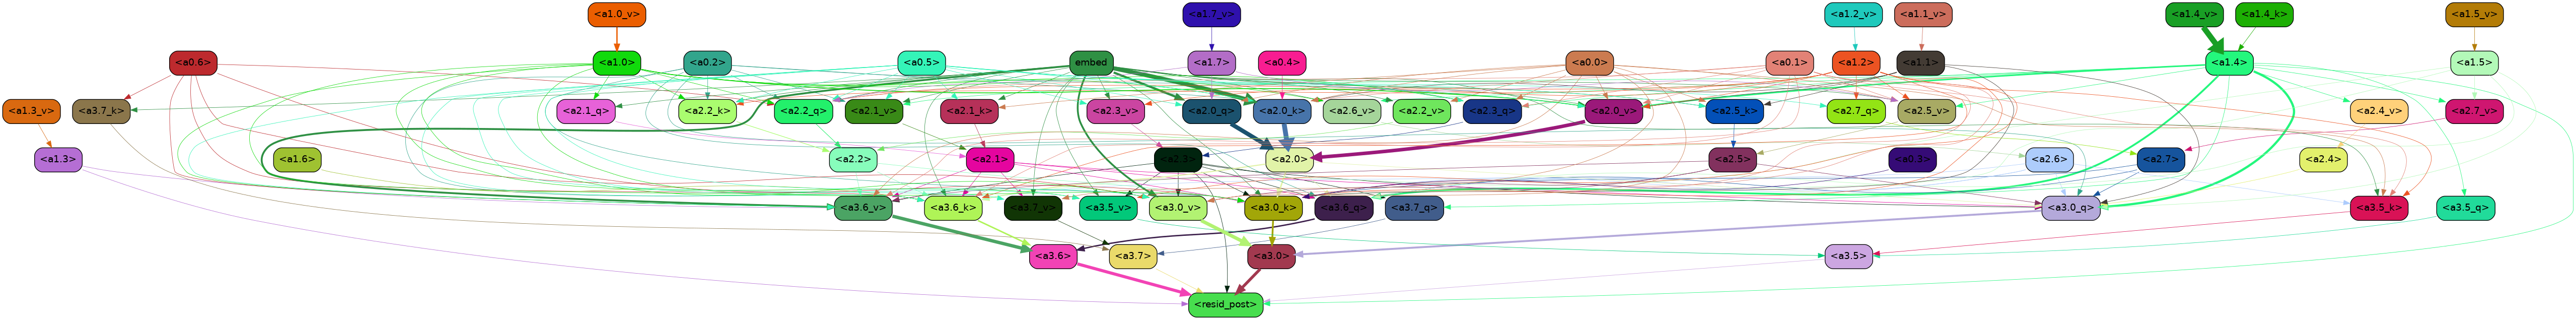 <a1.0_v> <a1.7_v> <a1.2_v> <a1.1_v> <a1.4_v> <a1.4_k> <a1.5_v>
<a0.6> <a1.0> <a0.2> <a0.5> embed <a1.7> <a0.4> <a0.0> <a0.1> <a1.2> <a1.1> <a1.4> <a1.5>
<a1.3_v> <a3.7_k> <a2.1_q> <a2.2_k> <a2.2_q> <a2.1_v> <a2.1_k> <a2.3_v> <a2.0_q> <a2.0_k> <a2.6_v> <a2.2_v> <a2.3_q> <a2.0_v> <a2.5_k> <a2.7_q> <a2.5_v> <a2.4_v> <a2.7_v>
<a1.3> <a1.6> <a2.2> <a2.1> <a2.3> <a2.0> <a2.5> <a0.3> <a2.6> <a2.7> <a2.4>
<a3.6_v> <a3.6_k> <a3.7_v> <a3.5_v> <a3.0_v> <a3.0_k> <a3.6_q> <a3.7_q> <a3.0_q> <a3.5_k> <a3.5_q>
<a3.6> <a3.7> <a3.0> <a3.5>
<resid_post>